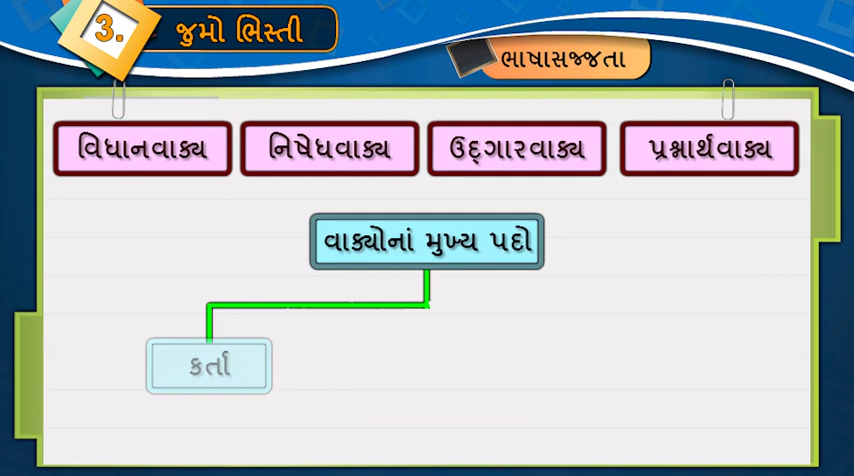 3. જુમો ભિસ્તી
ભાષાસજ્જતા
વિધાનવાક્ય નિષેધવાક્ય ઉદ્ગારવાક્ય પ્રશ્નાર્થવાક્ય
વાક્યોનાં મુખ્ય પદો
કર્તા